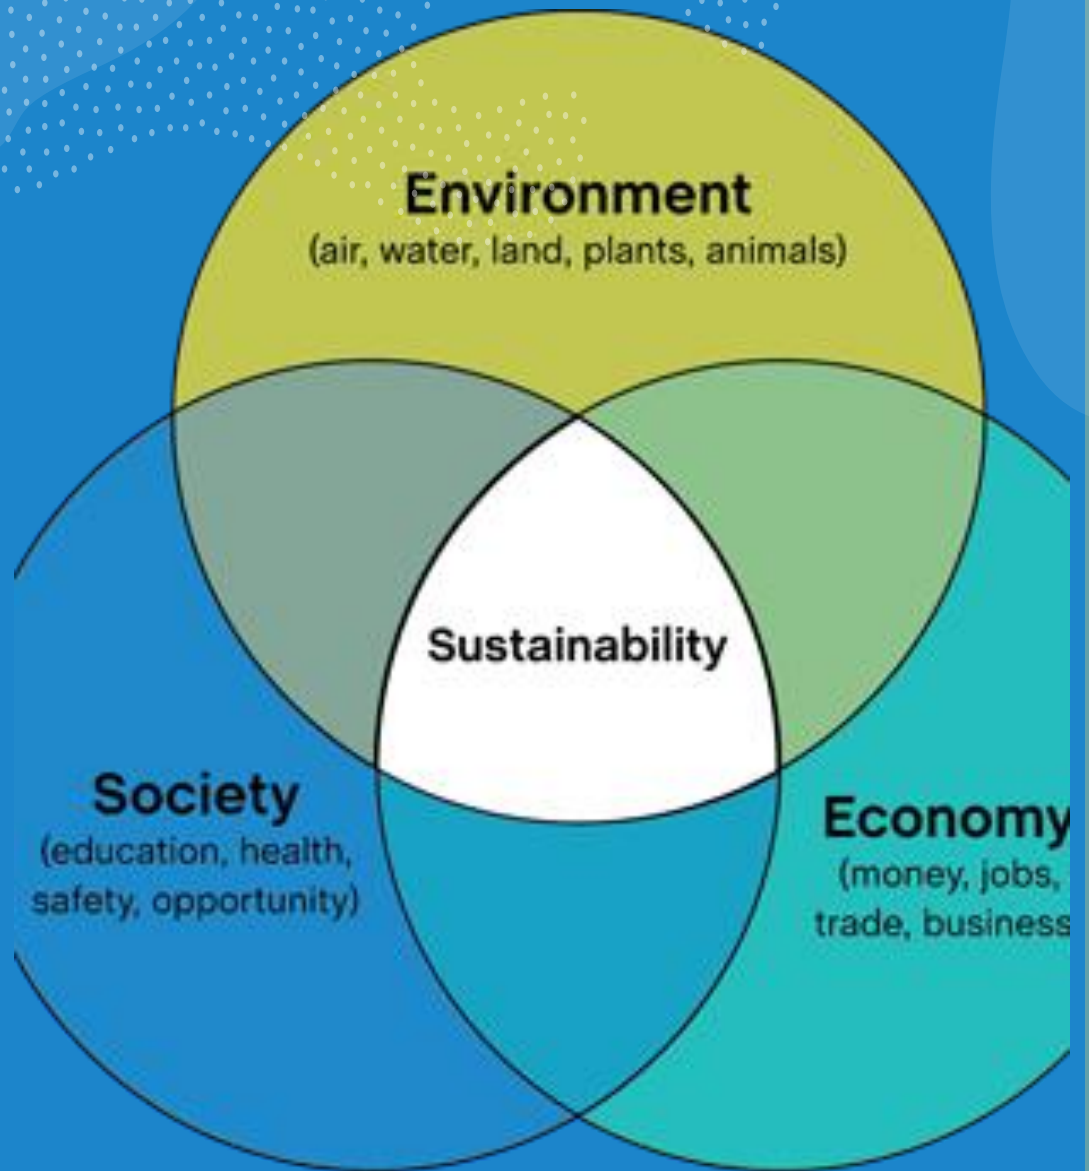 Environment
(air, water, land, plants, animals)
Sustainability
Society
(education, health,
safety, opportunity)
Economy
(money, jobs,
trade, business